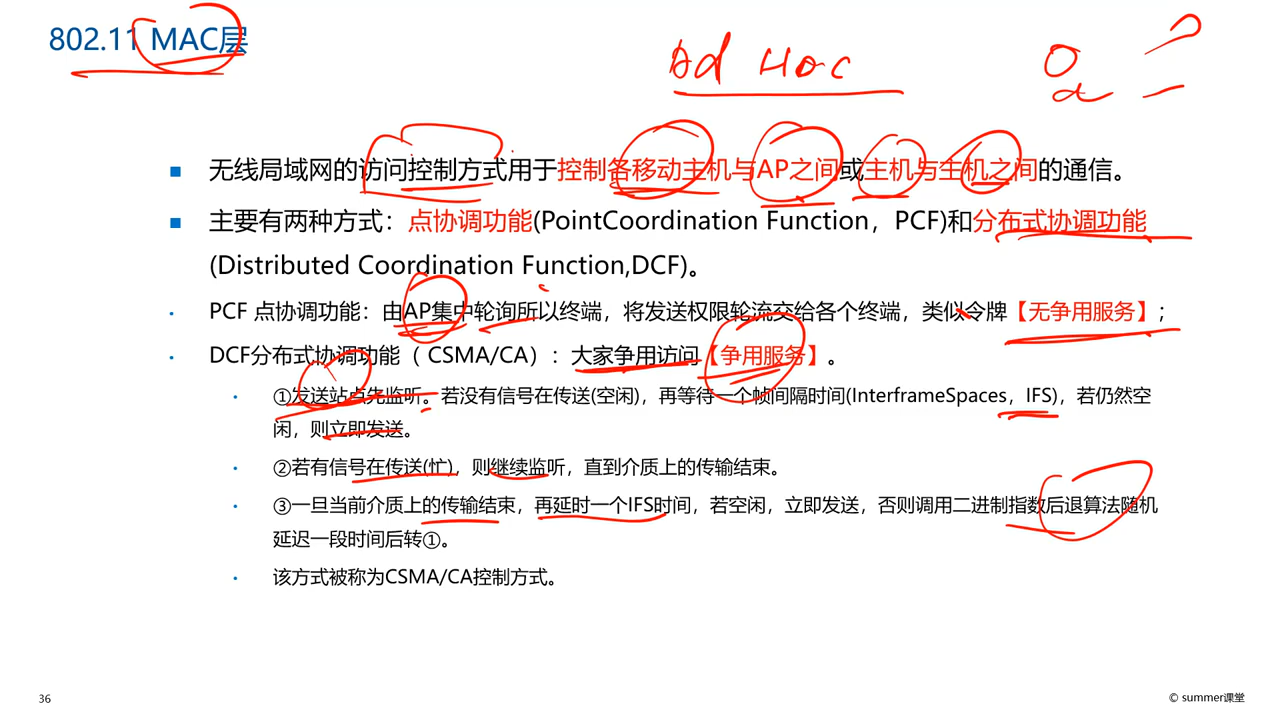 802.11 MAC层
Ad Hoc
无线局域网的访问控制方式用于控制各移动主机与AP之间或主机与主机之间的通信。
主要有两种方式：点协调功能(PointCoordination Function，PCF)和分布式协调功能
(Distributed Coordination Function,DCF)。
PCF 点协调功能：由AP集中轮询所以终端，将发送权限轮流交给各个终端，类似令牌【无争用服务】；
DCF分布式协调功能（ CSMA/CA）：大家争用访问【争用服务】。
①发送站点先监听。若没有信号在传送(空闲)，再等待一个帧间隔时间(InterframeSpaces，IFS)，若仍然空
闲，则立即发送。
②若有信号在传送(忙)，则继续监听，直到介质上的传输结束。
③一旦当前介质上的传输结束，再延时一个IFS时间，若空闲，立即发送，否则调用二进制指数后退算法随机
延迟一段时间后转①。
该方式被称为CSMA/CA控制方式。
36
© summer课堂